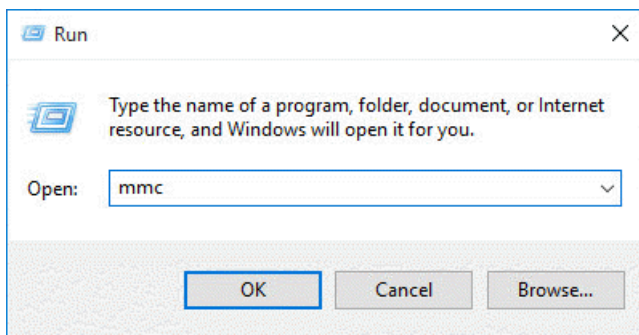 Run
Type the name of a program, folder, document, or Internet
resource, and Windows will open it for you.
Open: mmc
OK Cancel Browse...